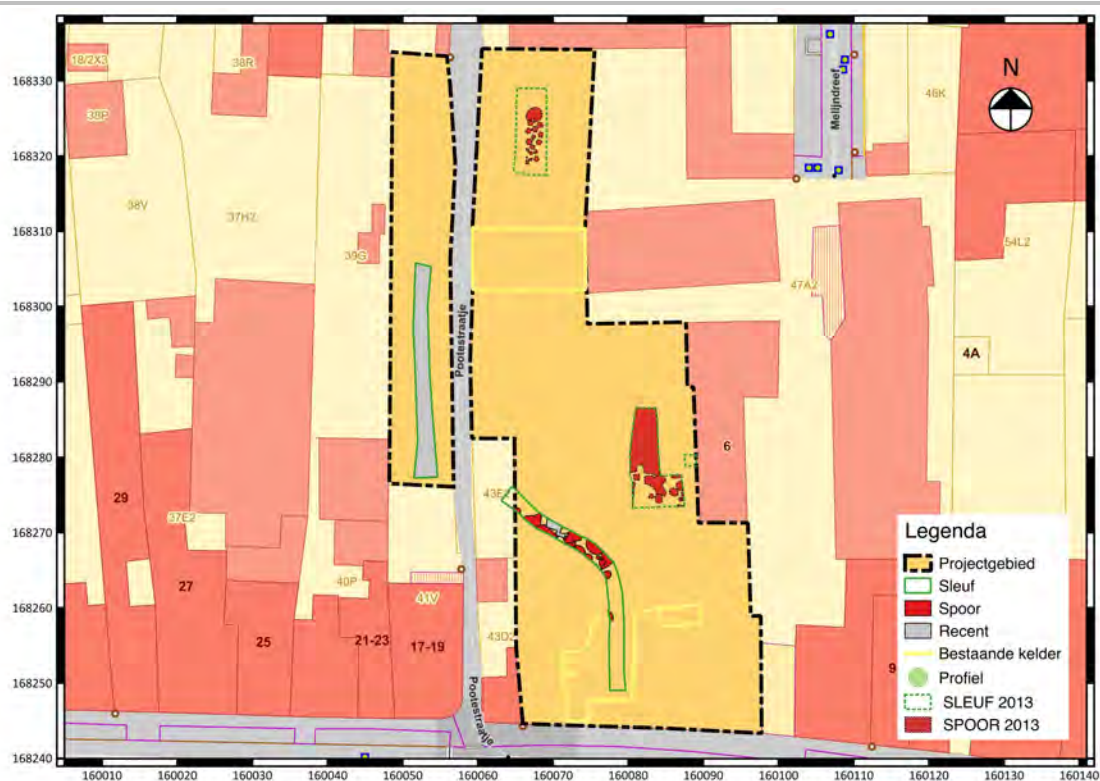 168330
168320
168310
168300
168290
168280
168270
168260
168250
168240
160010
160020
160030
160040
160050
160060
160070
160080
160090
160100
160110
160120
160130
160140
18/2X3
38R
38P
38V
37H2
39G
Pootestraatje
Melijndreef
48K
N
54L2
47A2
4A
6
29
37E2
27
25
40P
21-23
41V
17-19
43D2
Pootestraatje
9
Legenda
Projectgebied
Sleuf
Spoor
Recent
Bestaande kelder
Profiel
SLEUF 2013
SPOOR 2013